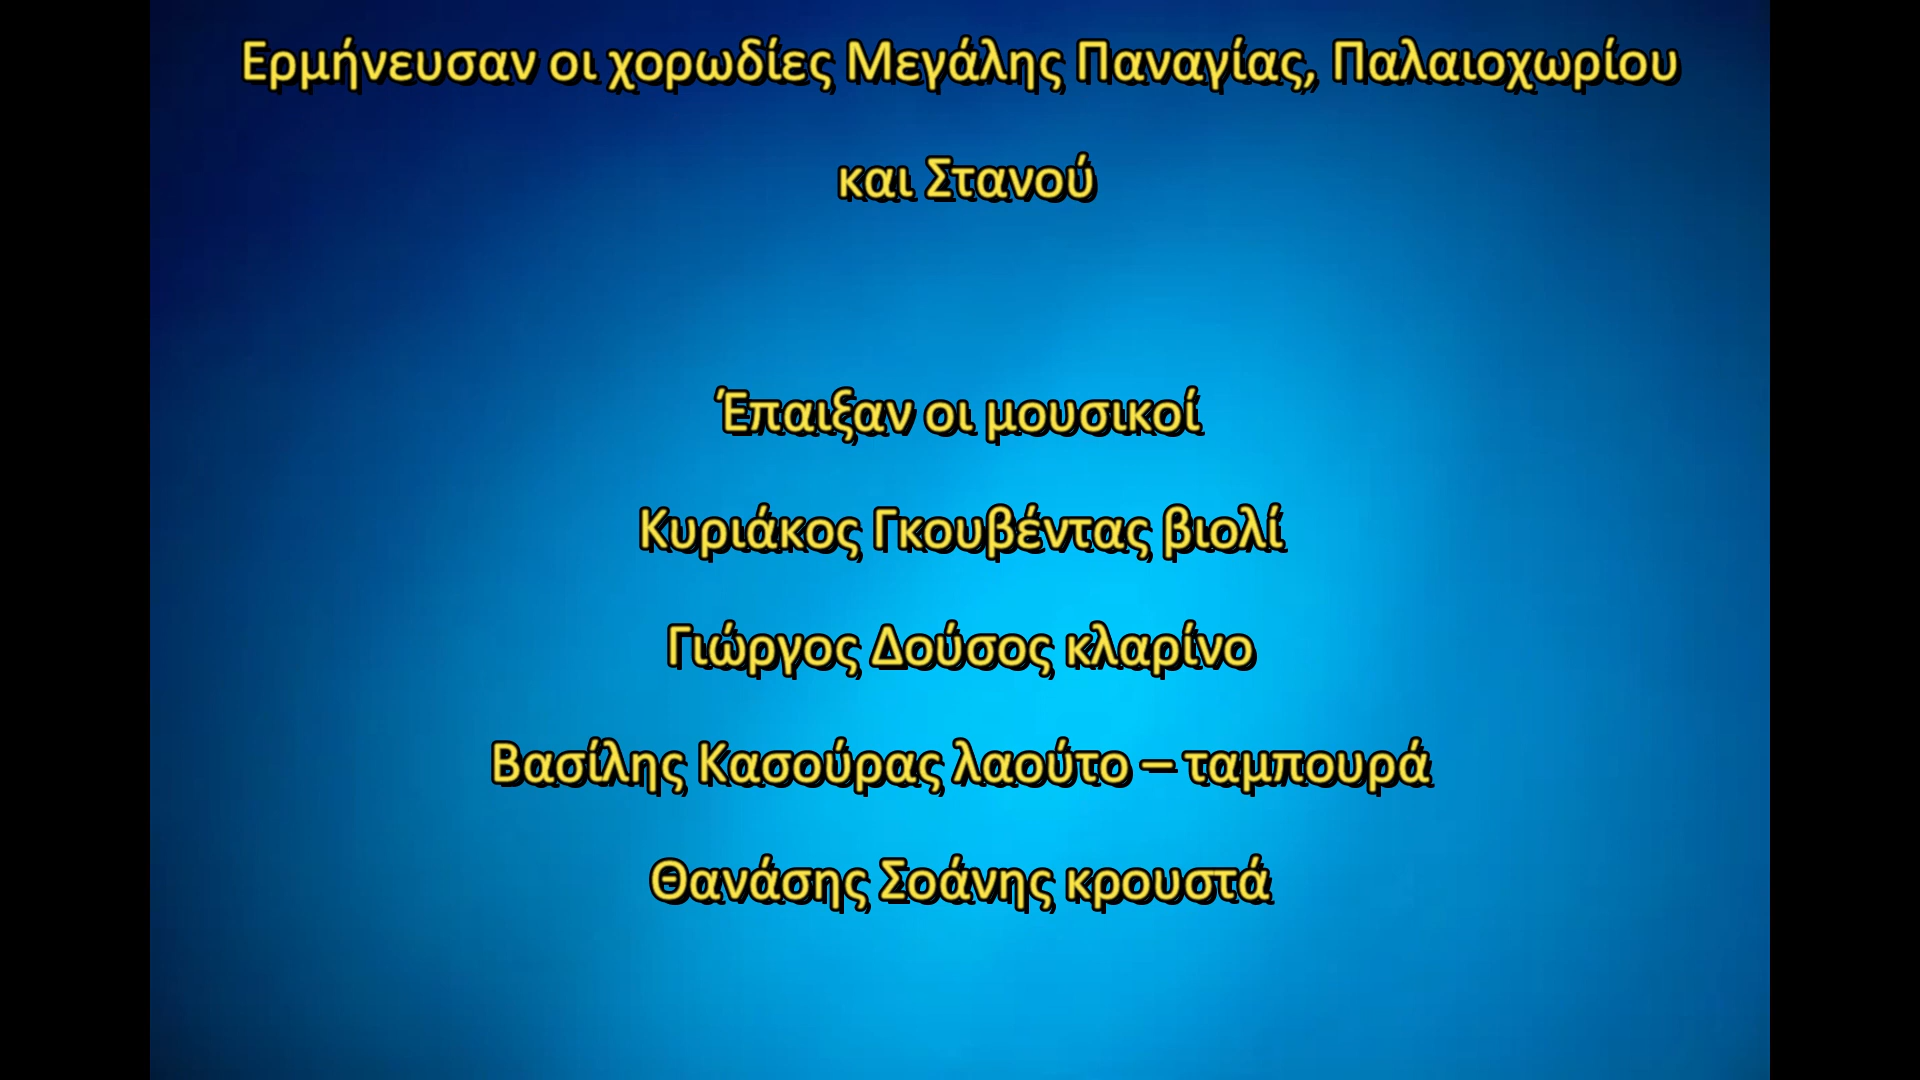 Ερμήνευσαν οι χορωδίες Μεγάλης Παναγίας, Παλαιοχωρίου
και Στανού
Έπαιξαν οι μουσικοί
Κυριάκος Γκουβέντας βιολί
Γιώργος Δούσος κλαρίνο
Βασίλης Κασούρας λαούτο – ταμπουρά
Θανάσης Σοάνης κρουστά